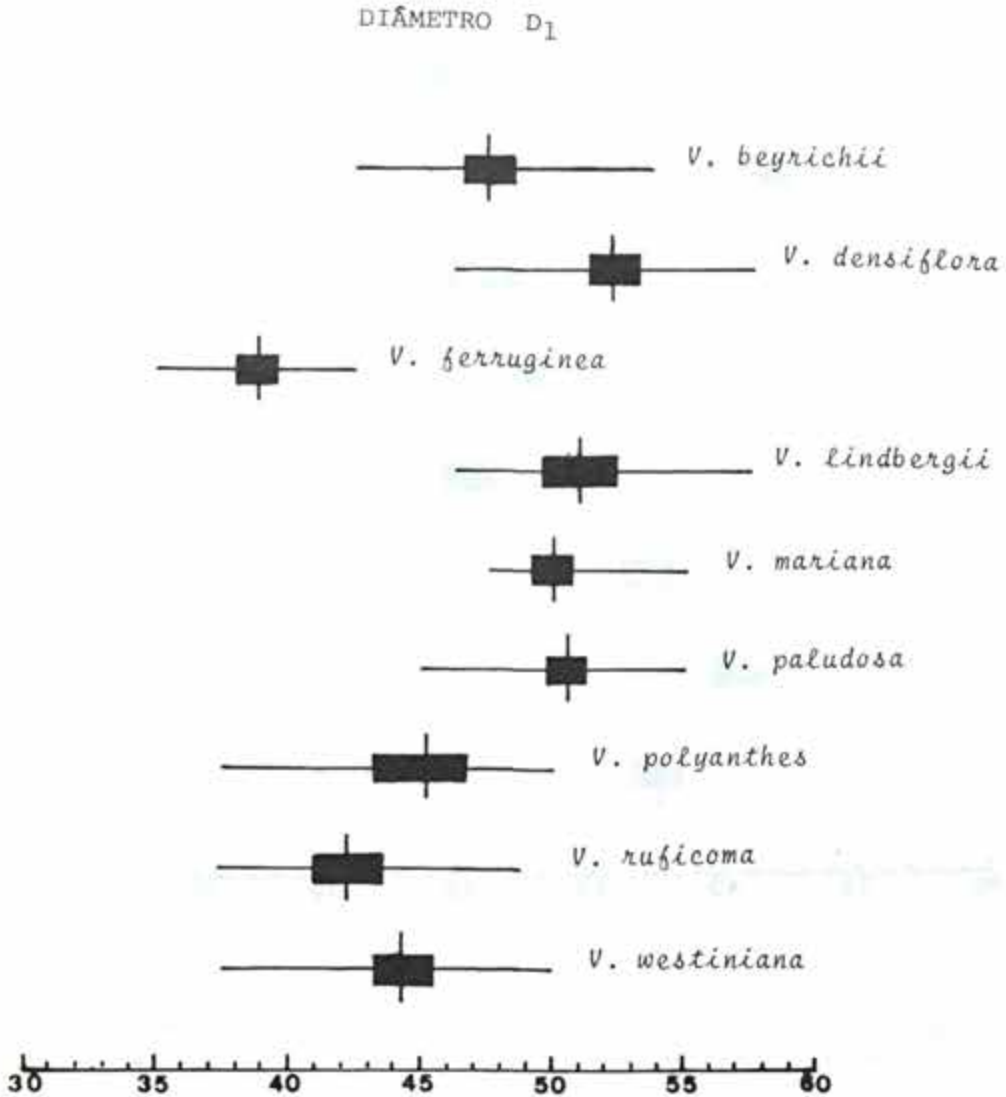 DIÂMETRO D1
V. beyrichii
V. densiflora
V. ferruginea
V. lindbergii
V. mariana
V. paludosa
V. polyanthes
V. ruficoma
V. westiniana
30 35 40 45 50 55 60